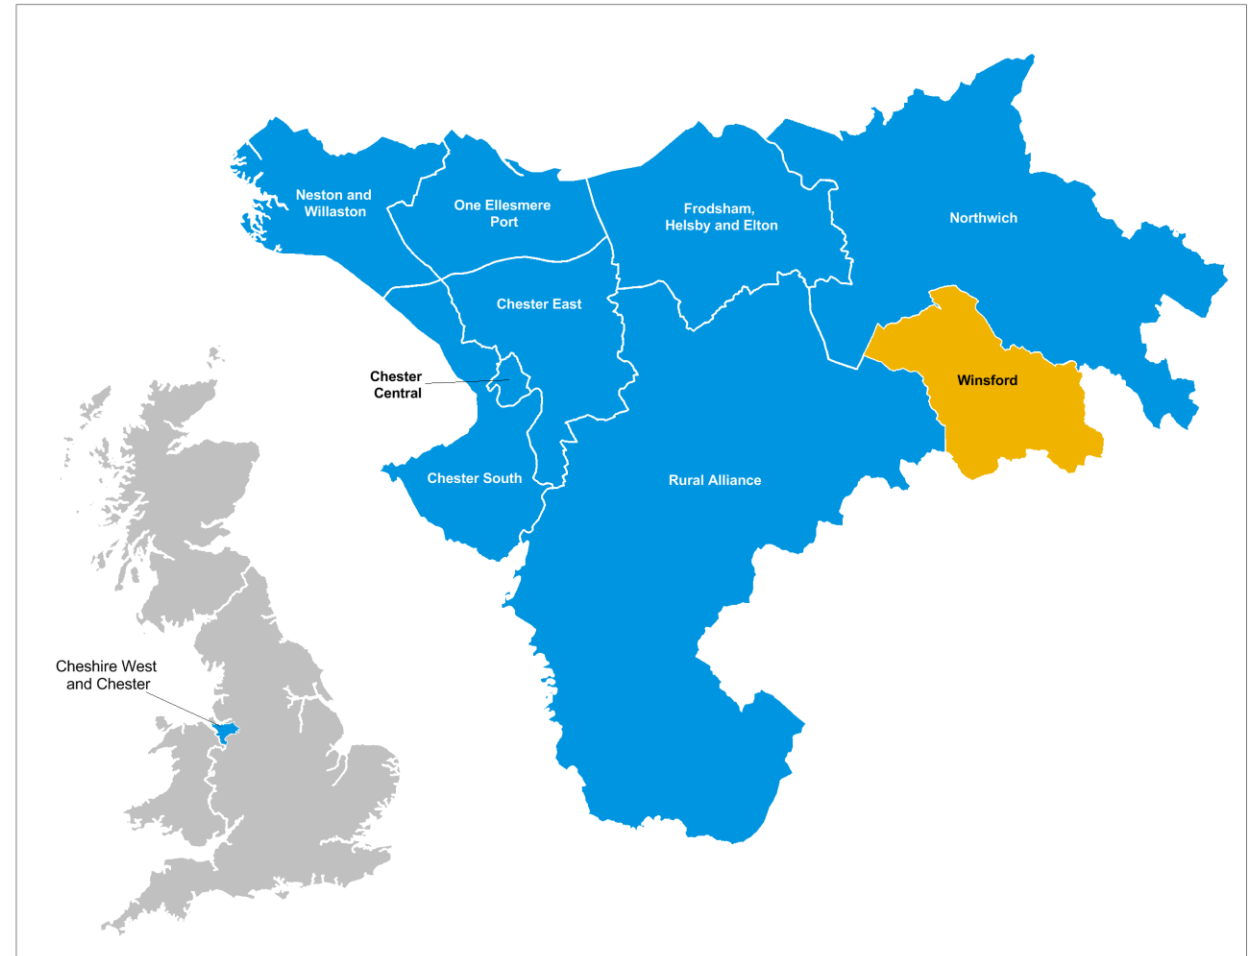 Neston and
Willaston
One Ellesmere
Port
Frodsham,
Helsby and Elton
Northwich
Chester East
Chester
Central
Winsford
Chester South
Rural Alliance
Cheshire West
and Chester